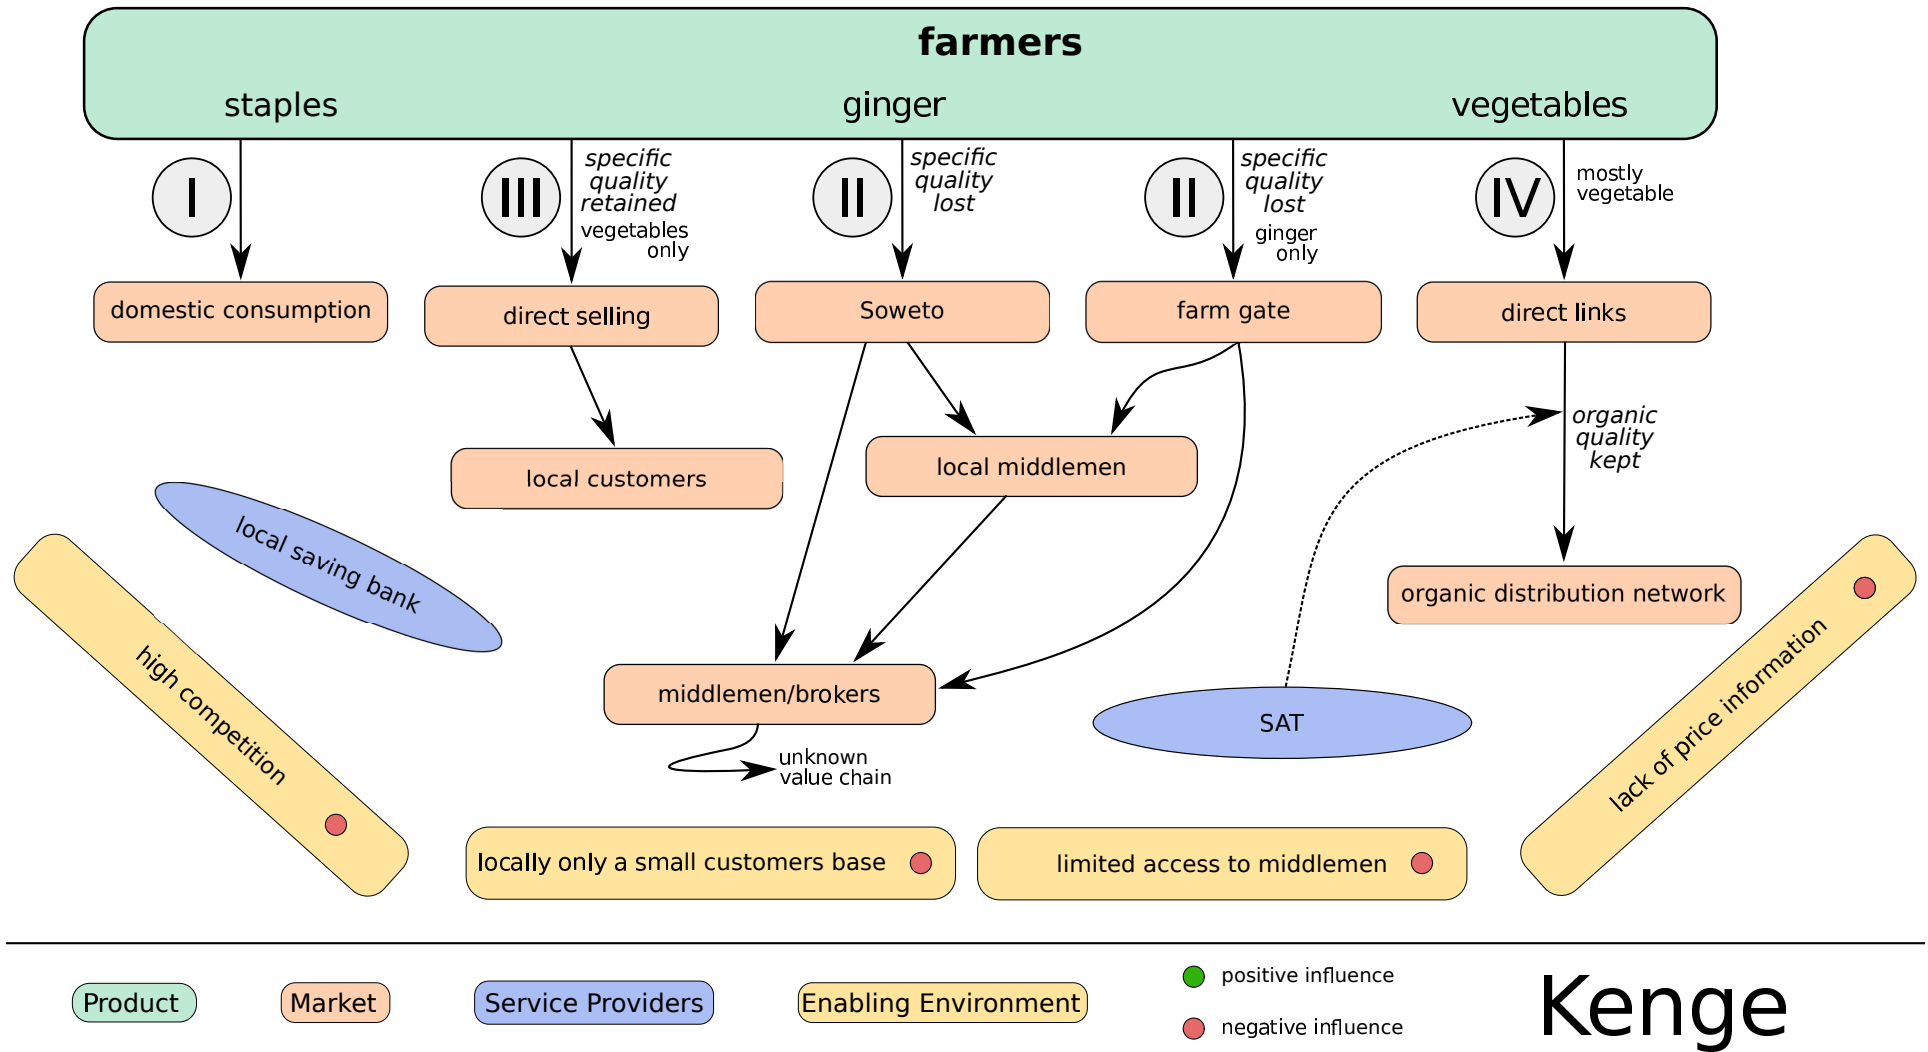 farmers
staples
ginger
vegetables
I
III
specific
quality
retained
vegetables
only
II
specific
quality
lost
II
specific
quality
lost
ginger
only
IV
mostly
vegetable
domestic consumption
direct selling
Soweto
farm gate
direct links
local customers
local middlemen
organic
quality
kept
local saving bank
organic distribution network
high competition
middlemen/brokers
SAT
lack of price information
unknown
value chain
locally only a small customers base
limited access to middlemen
Product
Market
Service Providers
Enabling Environment
positive influence
negative influence
Kenge